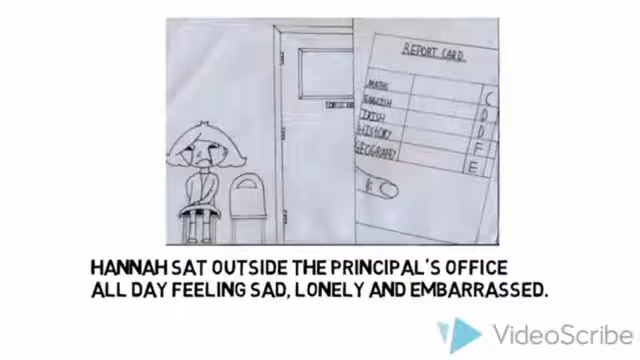 REPORT CARD
MATHS C
ENGLISH D
IRISH D
HISTORY F
GEOGRAPHY E
HANNAH SAT OUTSIDE THE PRINCIPAL'S OFFICE
ALL DAY FEELING SAD, LONELY AND EMBARRASSED.
VideoScribe